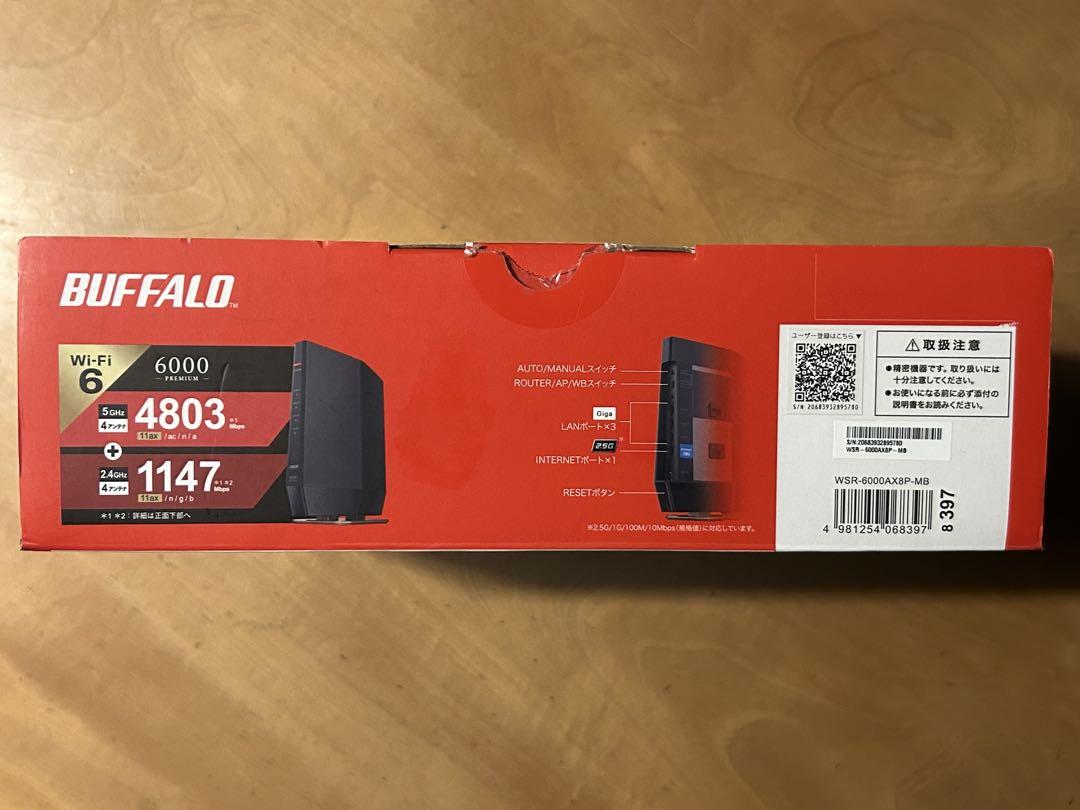 BUFFALO™
Wi-Fi
6
6000
PREMIUM
5GHz
4アンテナ
4803*1
Mbps
11ax /ac/n/a
+
2.4GHz
4アンテナ
1147*1*2
Mbps
11ax /n/g/b
*1 *2:詳細は正面下部へ
AUTO/MANUALスイッチ
ROUTER/AP/WBスイッチ
Giga
LANポート×3
2.5G※
INTERNETポート×1
RESETボタン
※2.5G/1G/100M/10Mbps(規格値)に対応しています。
ユーザー登録はこちら▼
S/N 20683932895780
⚠取扱注意
●精密機器です。取り扱いには
十分注意してください。
●お使いになる前に必ず添付の
説明書をお読みください。
S/N:20683932895780
WSR-6000AX8P-MB
WSR-6000AX8P-MB
4 981254 068397
8 397